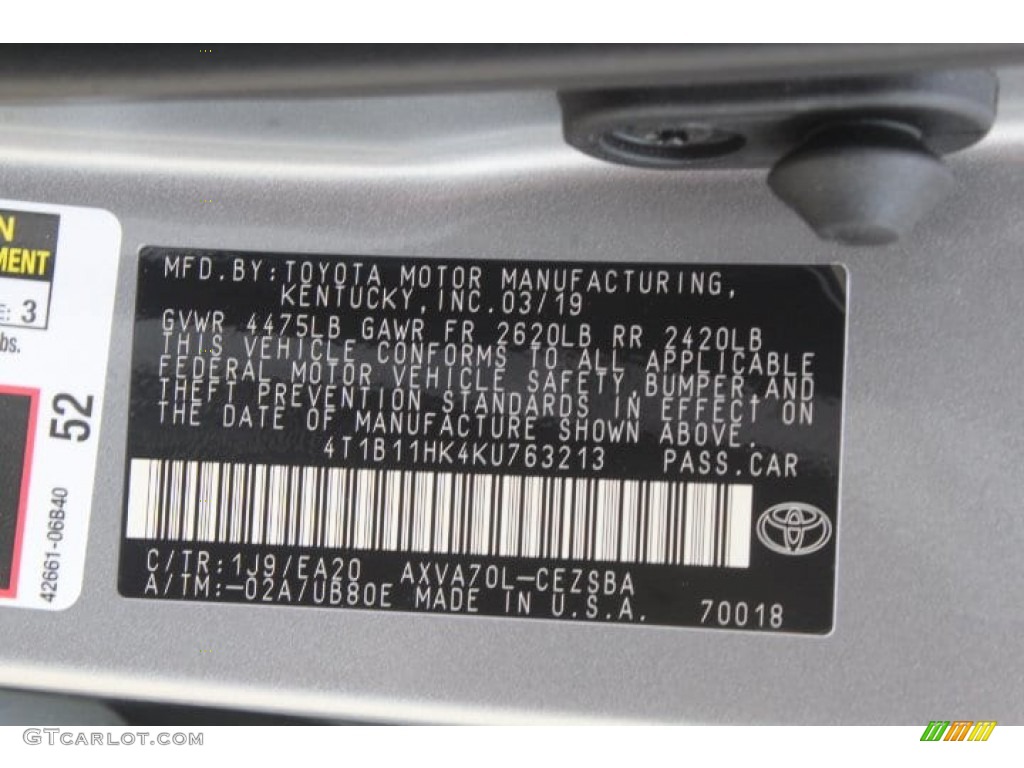 N
MENT
E: 3
bs.
52
42661-06B40
MFD.BY:TOYOTA MOTOR MANUFACTURING,
KENTUCKY, INC. 03/19
GVWR 4475LB GAWR FR 2620LB RR 2420LB
THIS VEHICLE CONFORMS TO ALL APPLICABLE
FEDERAL MOTOR VEHICLE SAFETY, BUMPER AND
THEFT PREVENTION STANDARDS IN EFFECT ON
THE DATE OF MANUFACTURE SHOWN ABOVE.
4T1B11HK4KU763213 PASS.CAR
C/TR:1J9/EA20 AXVA70L-CEZSBA
A/TM:-02A/UB80E MADE IN U.S.A. 70018
GTCARLOT.COM